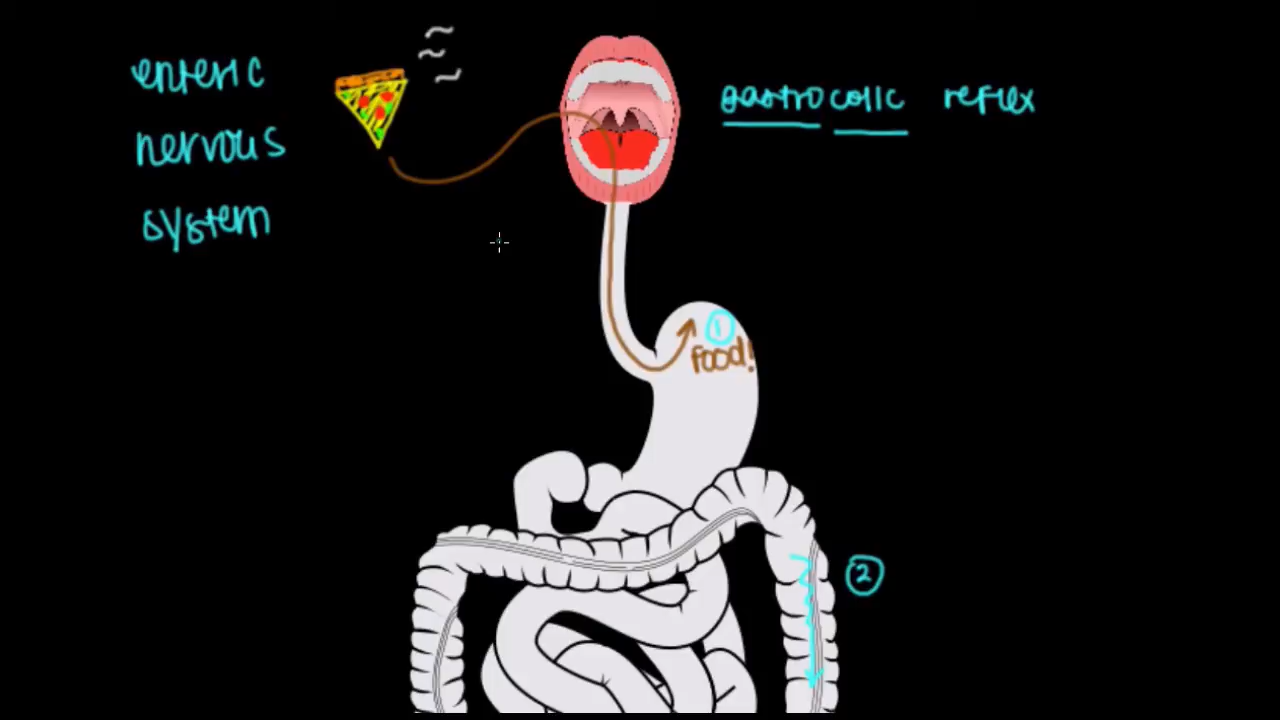 enteric
nervous
system
gastrocolic reflex
1
food!
2